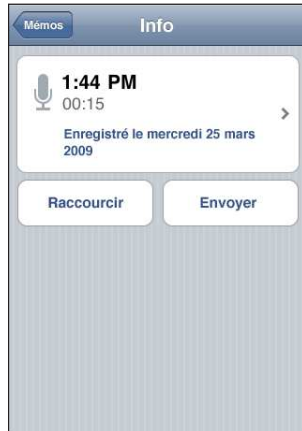 Mémos
Info
1:44 PM
00:15
Enregistré le mercredi 25 mars
2009
Raccourcir
Envoyer